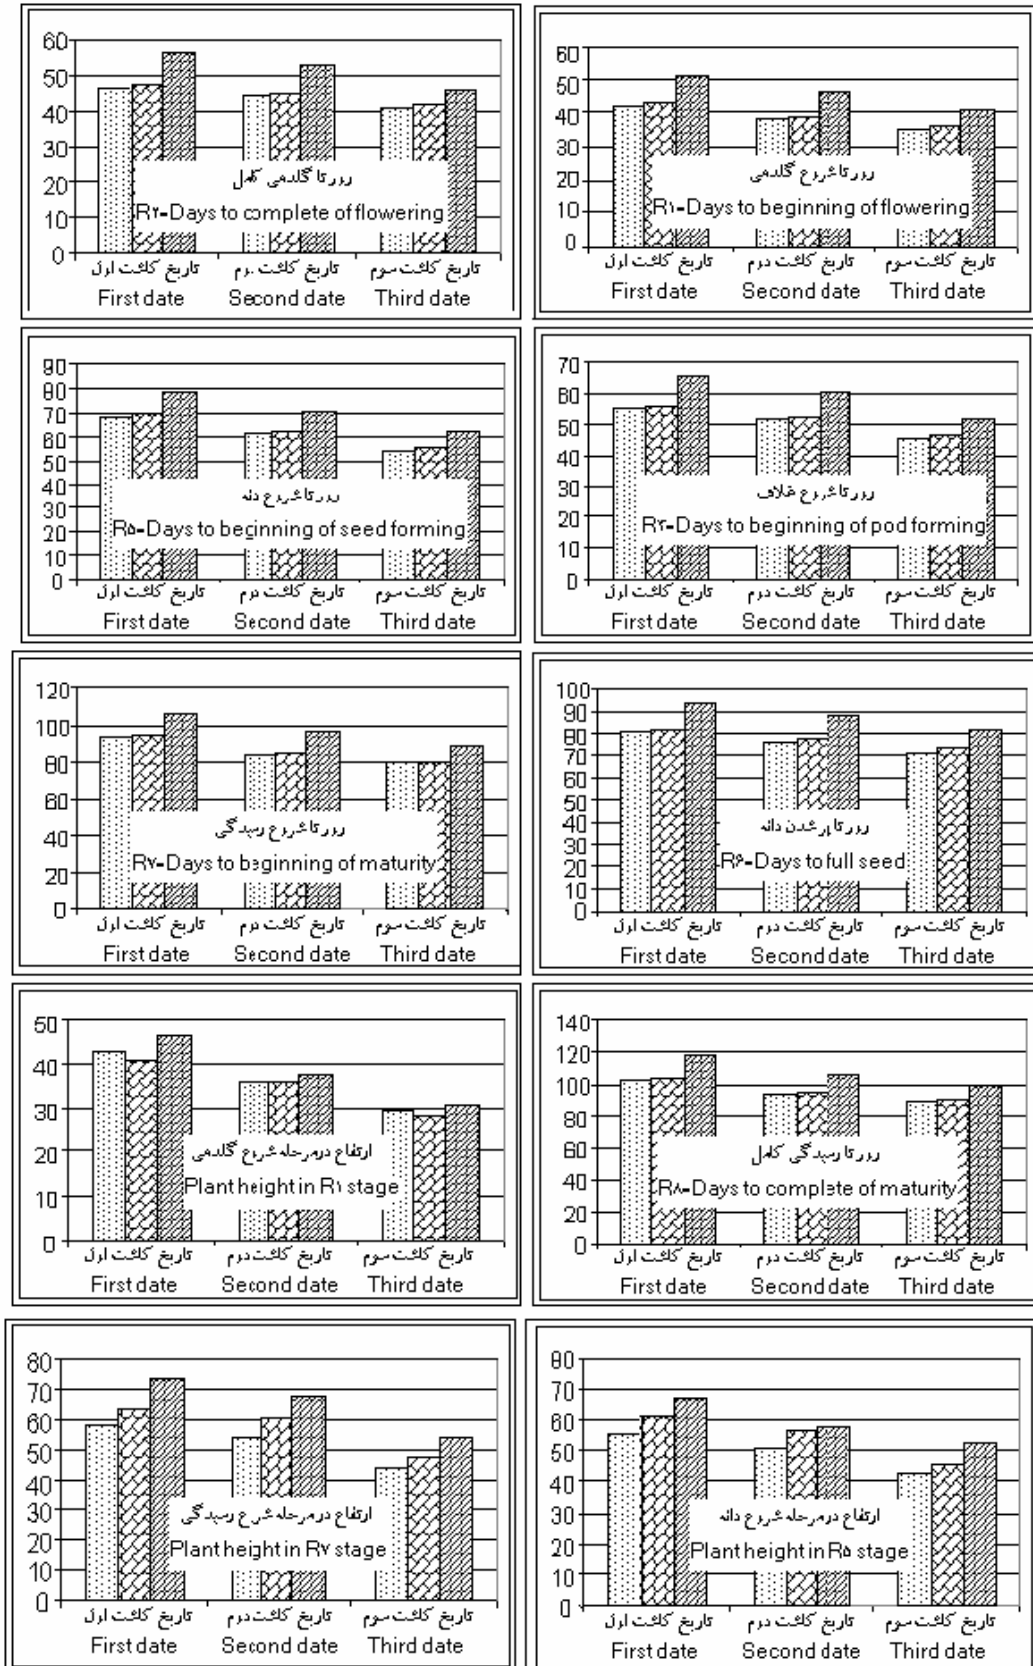 60
50
40
30
20
10
0
روز تا شروع گلدهی
R۱-Days to beginning of flowering
تاریخ کاشت اول
تاریخ کاشت دوم
تاریخ کاشت سوم
First date Second date Third date
60
50
40
30
20
10
0
روز تا گلدهی کامل
R۲-Days to complete of flowering
تاریخ کاشت اول
تاریخ کاشت دوم
تاریخ کاشت سوم
First date Second date Third date
70
60
50
40
30
20
10
0
روز تا شروع غلاف
R۳-Days to beginning of pod forming
تاریخ کاشت اول
تاریخ کاشت دوم
تاریخ کاشت سوم
First date Second date Third date
90
80
70
60
50
40
30
20
10
0
روز تا شروع دانه
R۵-Days to beginning of seed forming
تاریخ کاشت اول
تاریخ کاشت دوم
تاریخ کاشت سوم
First date Second date Third date
100
90
80
70
60
50
40
30
20
10
0
روز تا پر شدن دانه
R۶-Days to full seed
تاریخ کاشت اول
تاریخ کاشت دوم
تاریخ کاشت سوم
First date Second date Third date
120
100
80
60
40
20
0
روز تا شروع رسیدگی
R۷-Days to beginning of maturity
تاریخ کاشت اول
تاریخ کاشت دوم
تاریخ کاشت سوم
First date Second date Third date
140
120
100
80
60
40
20
0
روز تا رسیدگی کامل
R۸-Days to complete of maturity
تاریخ کاشت اول
تاریخ کاشت دوم
تاریخ کاشت سوم
First date Second date Third date
50
40
30
20
10
0
ارتفاع در مرحله شروع گلدهی
Plant height in R۱ stage
تاریخ کاشت اول
تاریخ کاشت دوم
تاریخ کاشت سوم
First date Second date Third date
80
70
60
50
40
30
20
10
0
ارتفاع در مرحله شروع دانه
Plant height in R۵ stage
تاریخ کاشت اول
تاریخ کاشت دوم
تاریخ کاشت سوم
First date Second date Third date
80
70
60
50
40
30
20
10
0
ارتفاع در مرحله شروع رسیدگی
Plant height in R۷ stage
تاریخ کاشت اول
تاریخ کاشت دوم
تاریخ کاشت سوم
First date Second date Third date